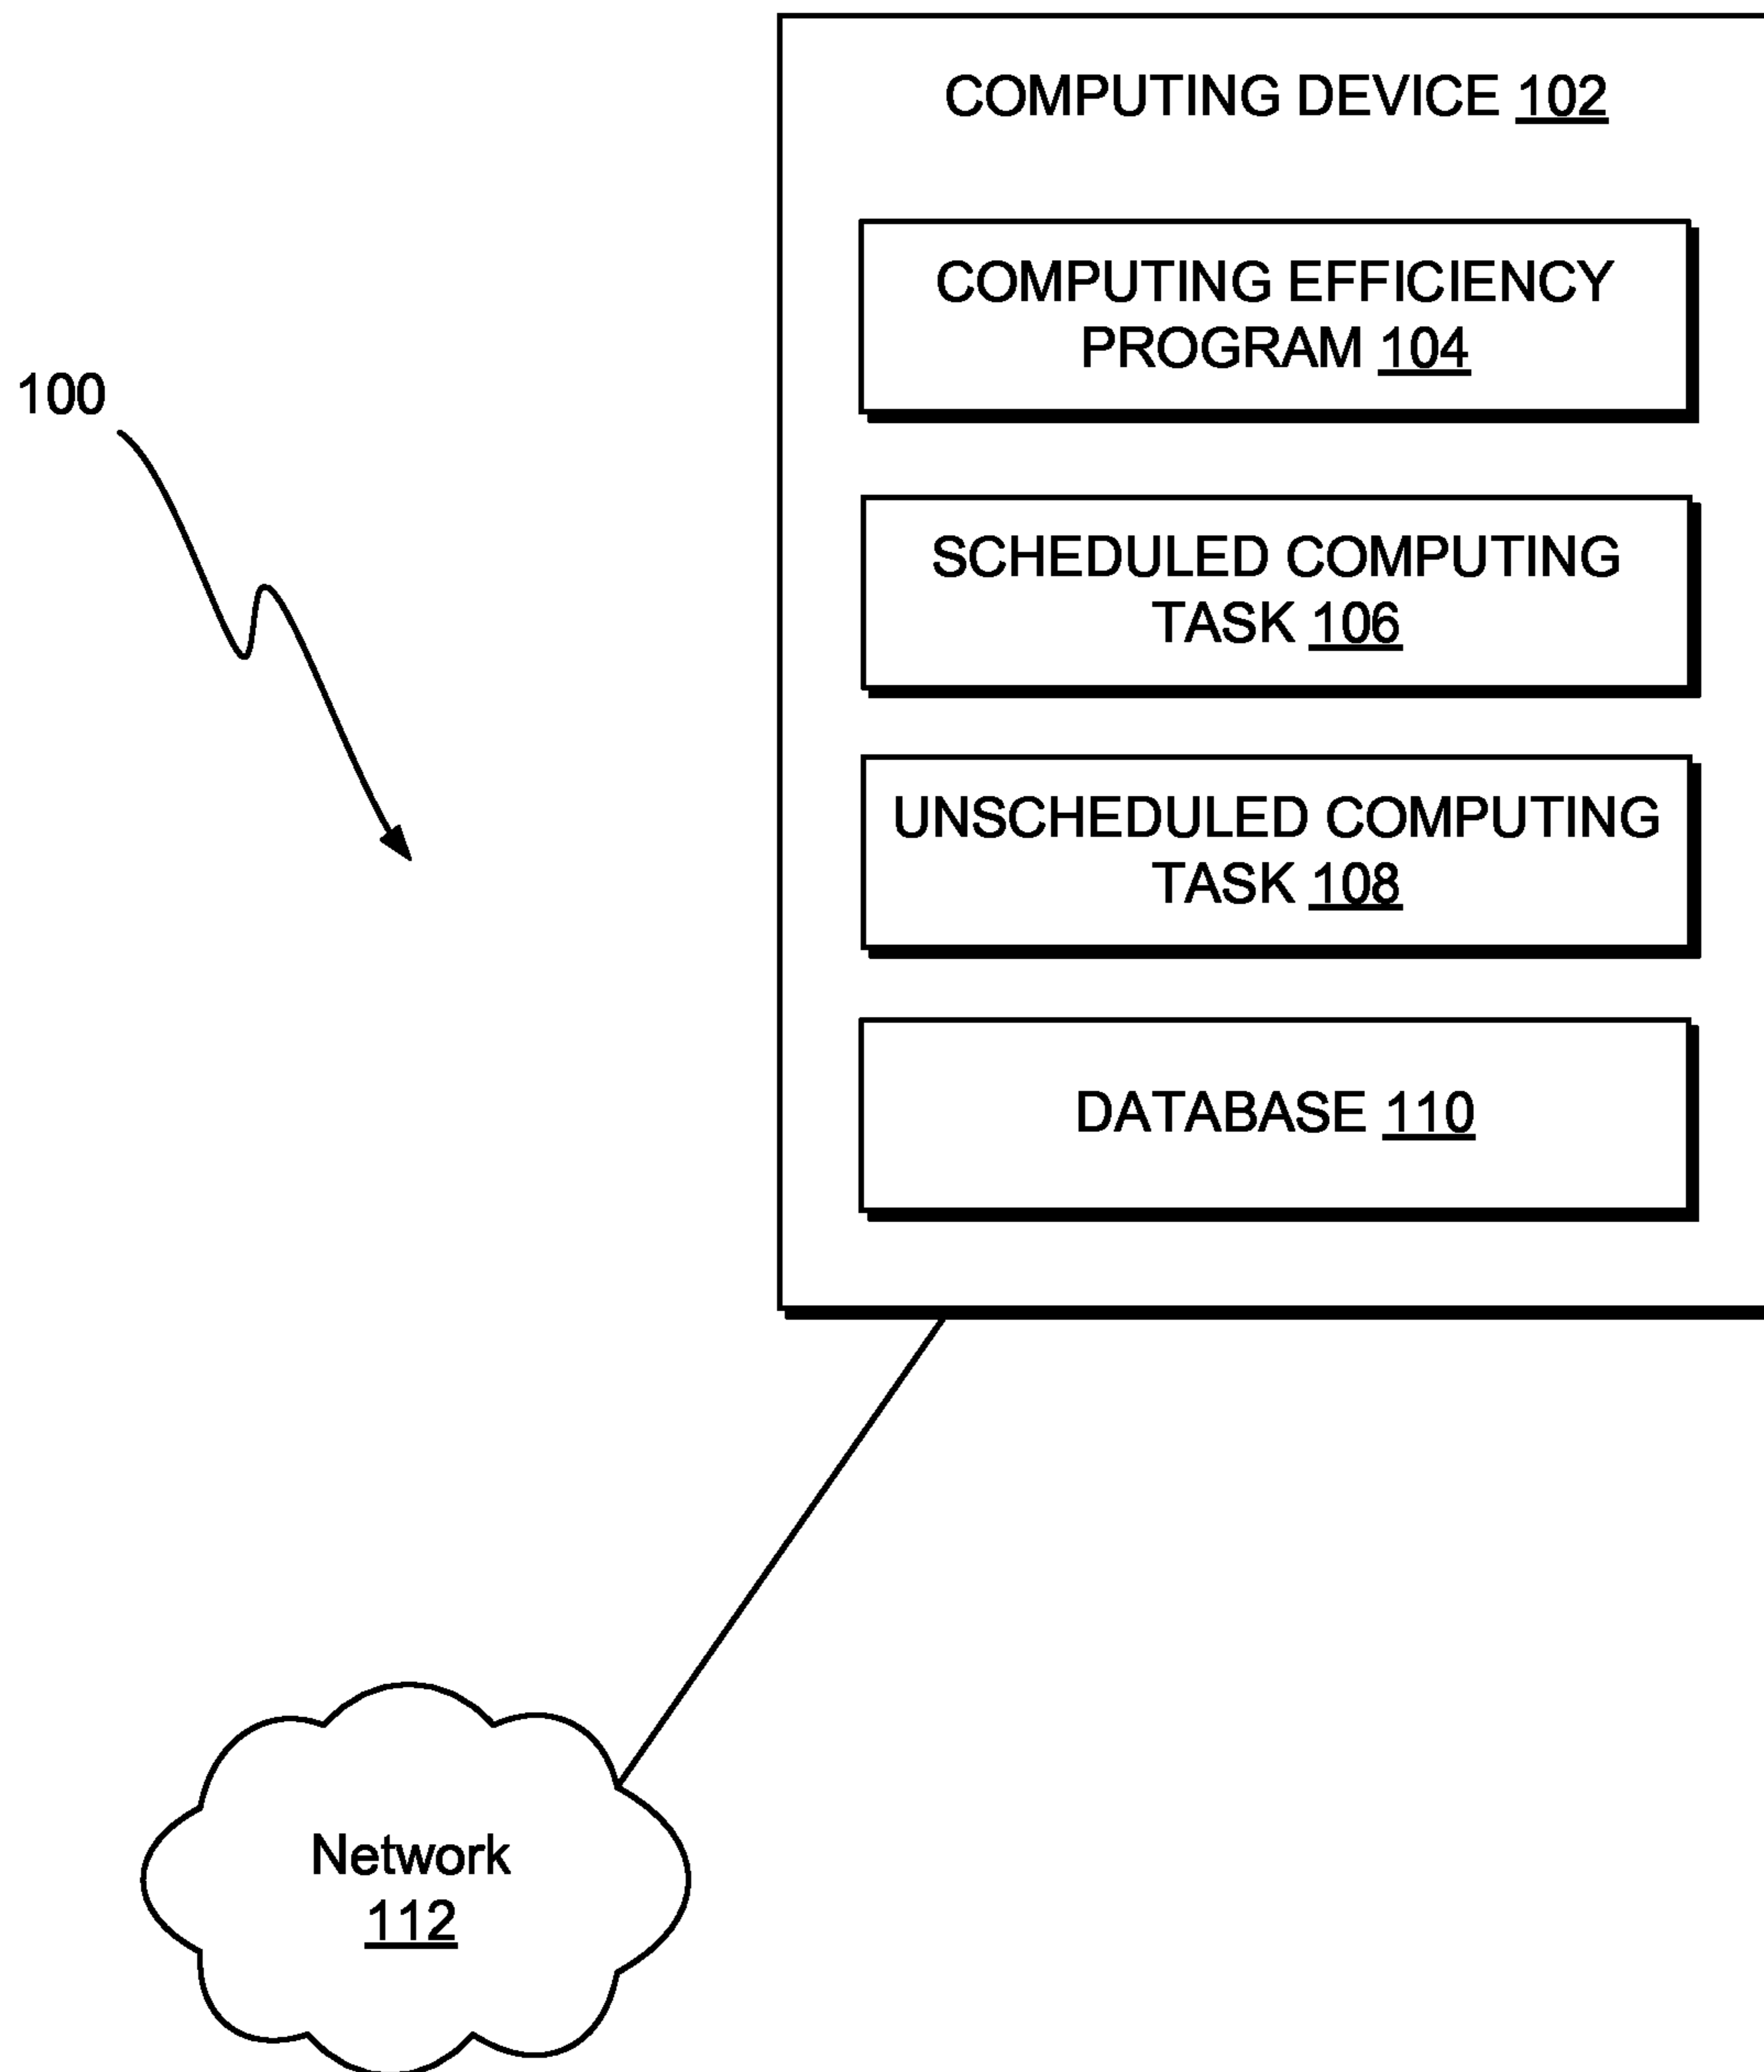 COMPUTING DEVICE 102
COMPUTING EFFICIENCY
PROGRAM 104
100
SCHEDULED COMPUTING
TASK 106
UNSCHEDULED COMPUTING
TASK 108
DATABASE 110
Network
112